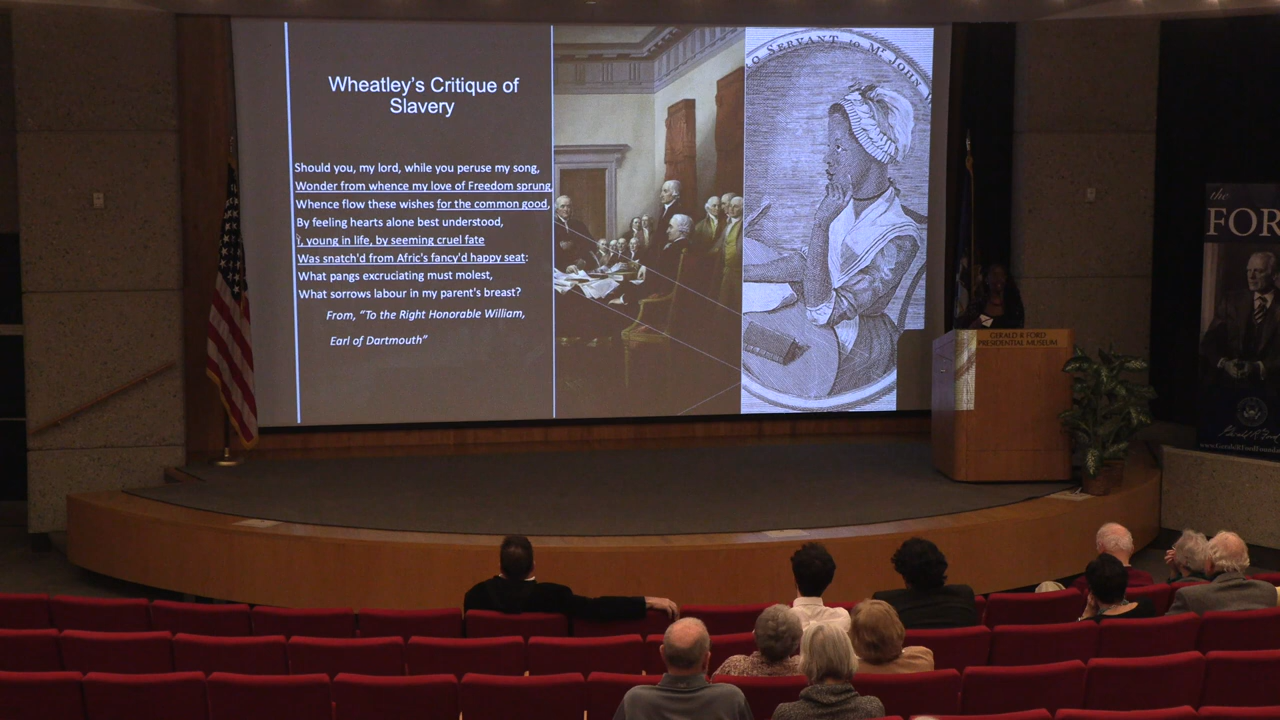 Wheatley's Critique of
Slavery
Should you, my lord, while you peruse my song,
Wonder from whence my love of Freedom sprung,
Whence flow these wishes for the common good,
By feeling hearts alone best understood,
I, young in life, by seeming cruel fate
Was snatch'd from Afric's fancy'd happy seat:
What pangs excruciating must molest,
What sorrows labour in my parent's breast?
From, "To the Right Honorable William,
Earl of Dartmouth"
O SERVANT to Mr. JOHN
GERALD R FORD
PRESIDENTIAL MUSEUM
the
FOR